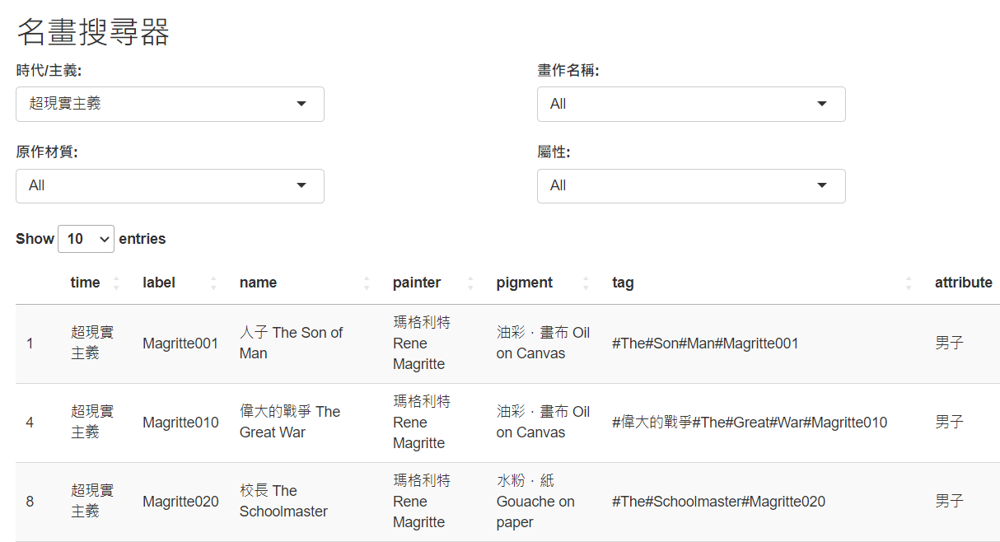 名畫搜尋器
時代/主義: 畫作名稱:
超現實主義 All
原作材質: 屬性:
All All
Show 10 entries
time label name painter pigment tag attribute
1 超現實主義 Magritte001 人子 The Son of Man 瑪格利特 Rene Magritte 油彩．畫布 Oil on Canvas #The#Son#Man#Magritte001 男子
4 超現實主義 Magritte010 偉大的戰爭 The Great War 瑪格利特 Rene Magritte 油彩．畫布 Oil on Canvas #偉大的戰爭#The#Great#War#Magritte010 男子
8 超現實主義 Magritte020 校長 The Schoolmaster 瑪格利特 Rene Magritte 水粉．紙 Gouache on paper #The#Schoolmaster#Magritte020 男子